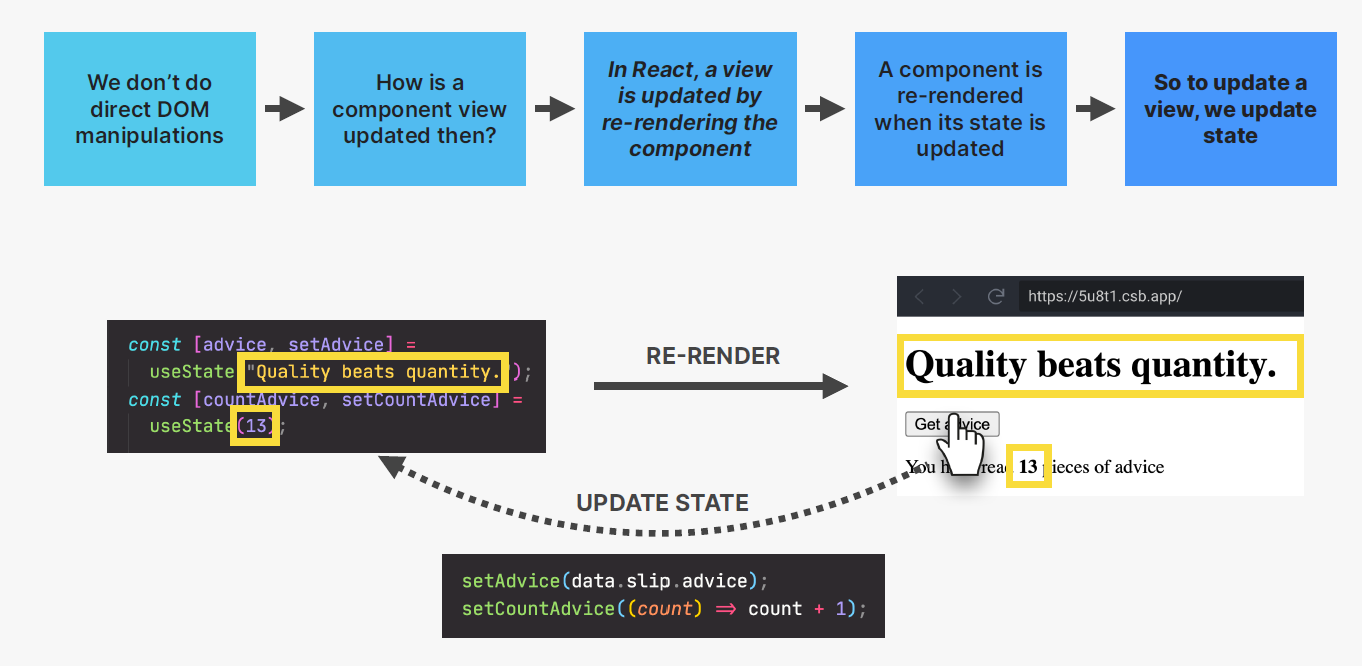 We don't do
direct DOM
manipulations
How is a
component view
updated then?
In React, a view
is updated by
re-rendering the
component
A component is
re-rendered
when its state is
updated
So to update a
view, we update
state
const [advice, setAdvice] =
useState("Quality beats quantity.");
const [countAdvice, setCountAdvice] =
useState(13);
RE-RENDER
https://5u8t1.csb.app/
Quality beats quantity.
Get advice
You have read 13 pieces of advice
UPDATE STATE
setAdvice(data.slip.advice);
setCountAdvice((count) => count + 1);